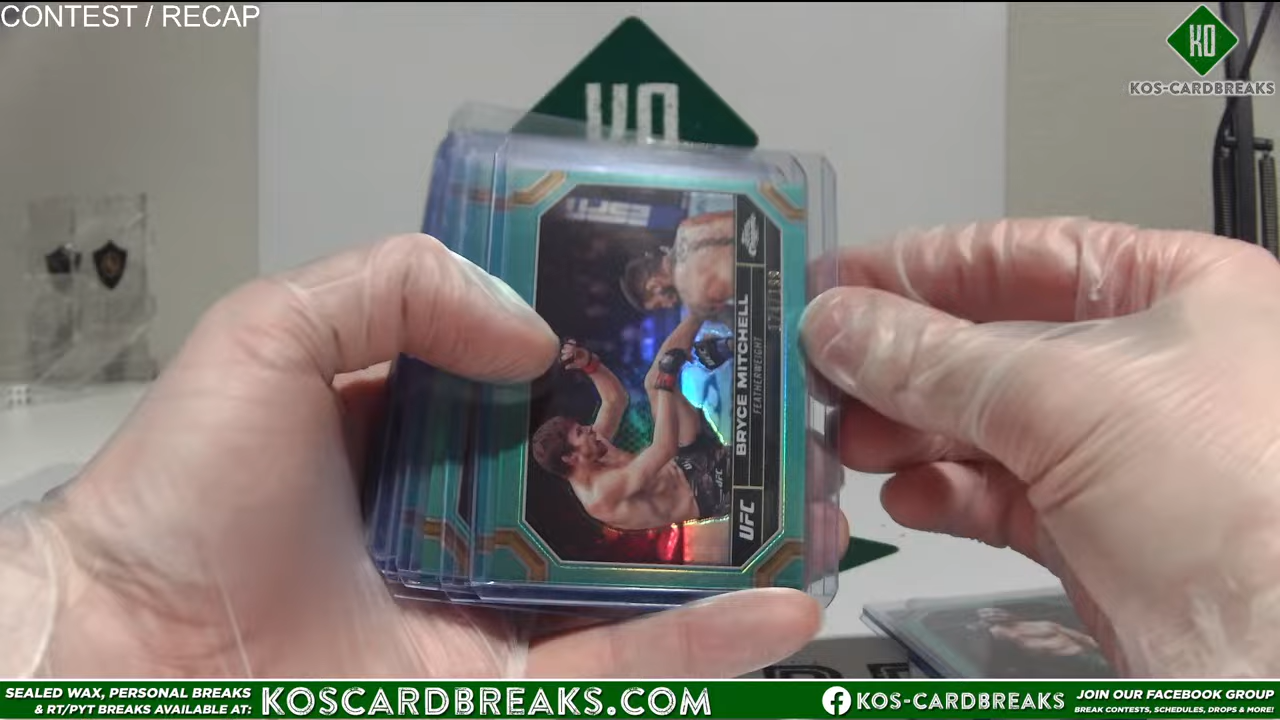 CONTEST / RECAP
KO
KOS-CARDBREAKS
KO
BRYCE MITCHELL
FEATHERWEIGHT
UFC
SEALED WAX, PERSONAL BREAKS
& RT/PYT BREAKS AVAILABLE AT:
KOSCARDBREAKS.COM
KOS-CARDBREAKS
JOIN OUR FACEBOOK GROUP
BREAK CONTESTS, SCHEDULES, DROPS & MORE!